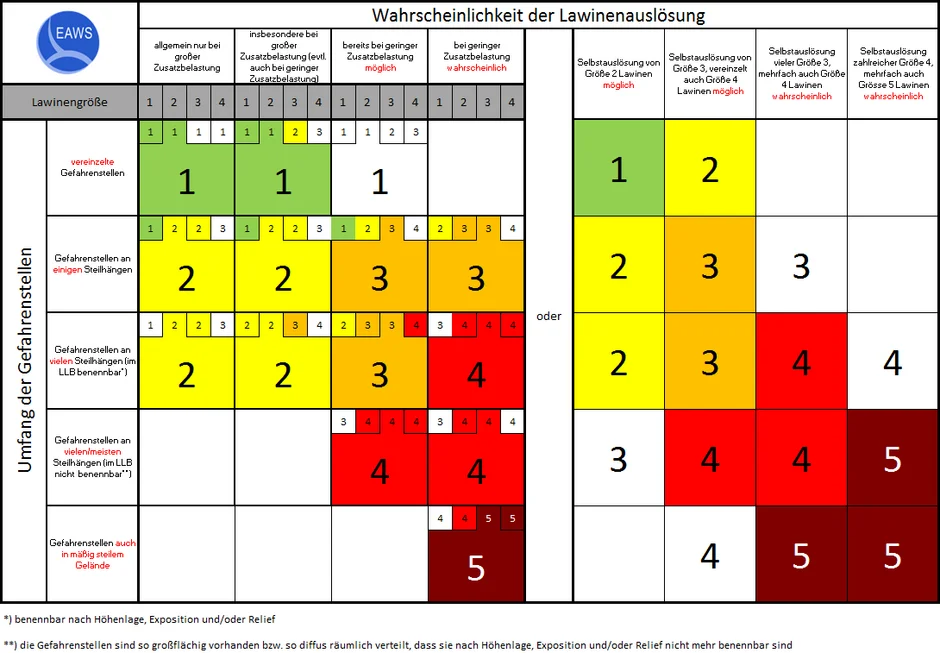 EAWS
Wahrscheinlichkeit der Lawinenauslösung
allgemein nur bei
großer
Zusatzbelastung
insbesondere bei
großer
Zusatzbelastung (evtl.
auch bei geringer
Zusatzbelastung)
bereits bei geringer
Zusatzbelastung
möglich
bei geringer
Zusatzbelastung
wahrscheinlich
Selbstauslösung von
Größe 2 Lawinen
möglich
Selbstauslösung von
Größe 3, vereinzelt
auch Größe 4
Lawinen möglich
Selbstauslösung
vieler Größe 3,
mehrfach auch Größe
4 Lawinen
wahrscheinlich
Selbstauslösung
zahlreicher Größe 4,
mehrfach auch
Grösse 5 Lawinen
wahrscheinlich
Lawinengröße
1 2 3 4 1 2 3 4 1 2 3 4 1 2 3 4
Umfang der Gefahrenstellen
oder
vereinzelte
Gefahrenstellen
1 1 1 1 1 1 2 3 1 1 2 3
1 1 1
1 2
Gefahrenstellen an
einigen Steilhängen
1 2 2 3 1 2 2 3 1 2 3 4 2 3 3 4
2 2 3 3
2 3 3
Gefahrenstellen an
vielen Steilhängen (im
LLB benennbar*)
1 2 2 3 2 2 3 4 2 3 3 4 3 4 4 4
2 2 3 4
2 3 4 4
Gefahrenstellen an
vielen/meisten
Steilhängen (im LLB
nicht benennbar**)
3 4 4 4 3 4 4 4
4 4
3 4 4 5
Gefahrenstellen auch
in mäßig steilem
Gelände
4 4 5 5
5
4 5 5
*) benennbar nach Höhenlage, Exposition und/oder Relief
**) die Gefahrenstellen sind so großflächig vorhanden bzw. so diffus räumlich verteilt, dass sie nach Höhenlage, Exposition und/oder Relief nicht mehr benennbar sind